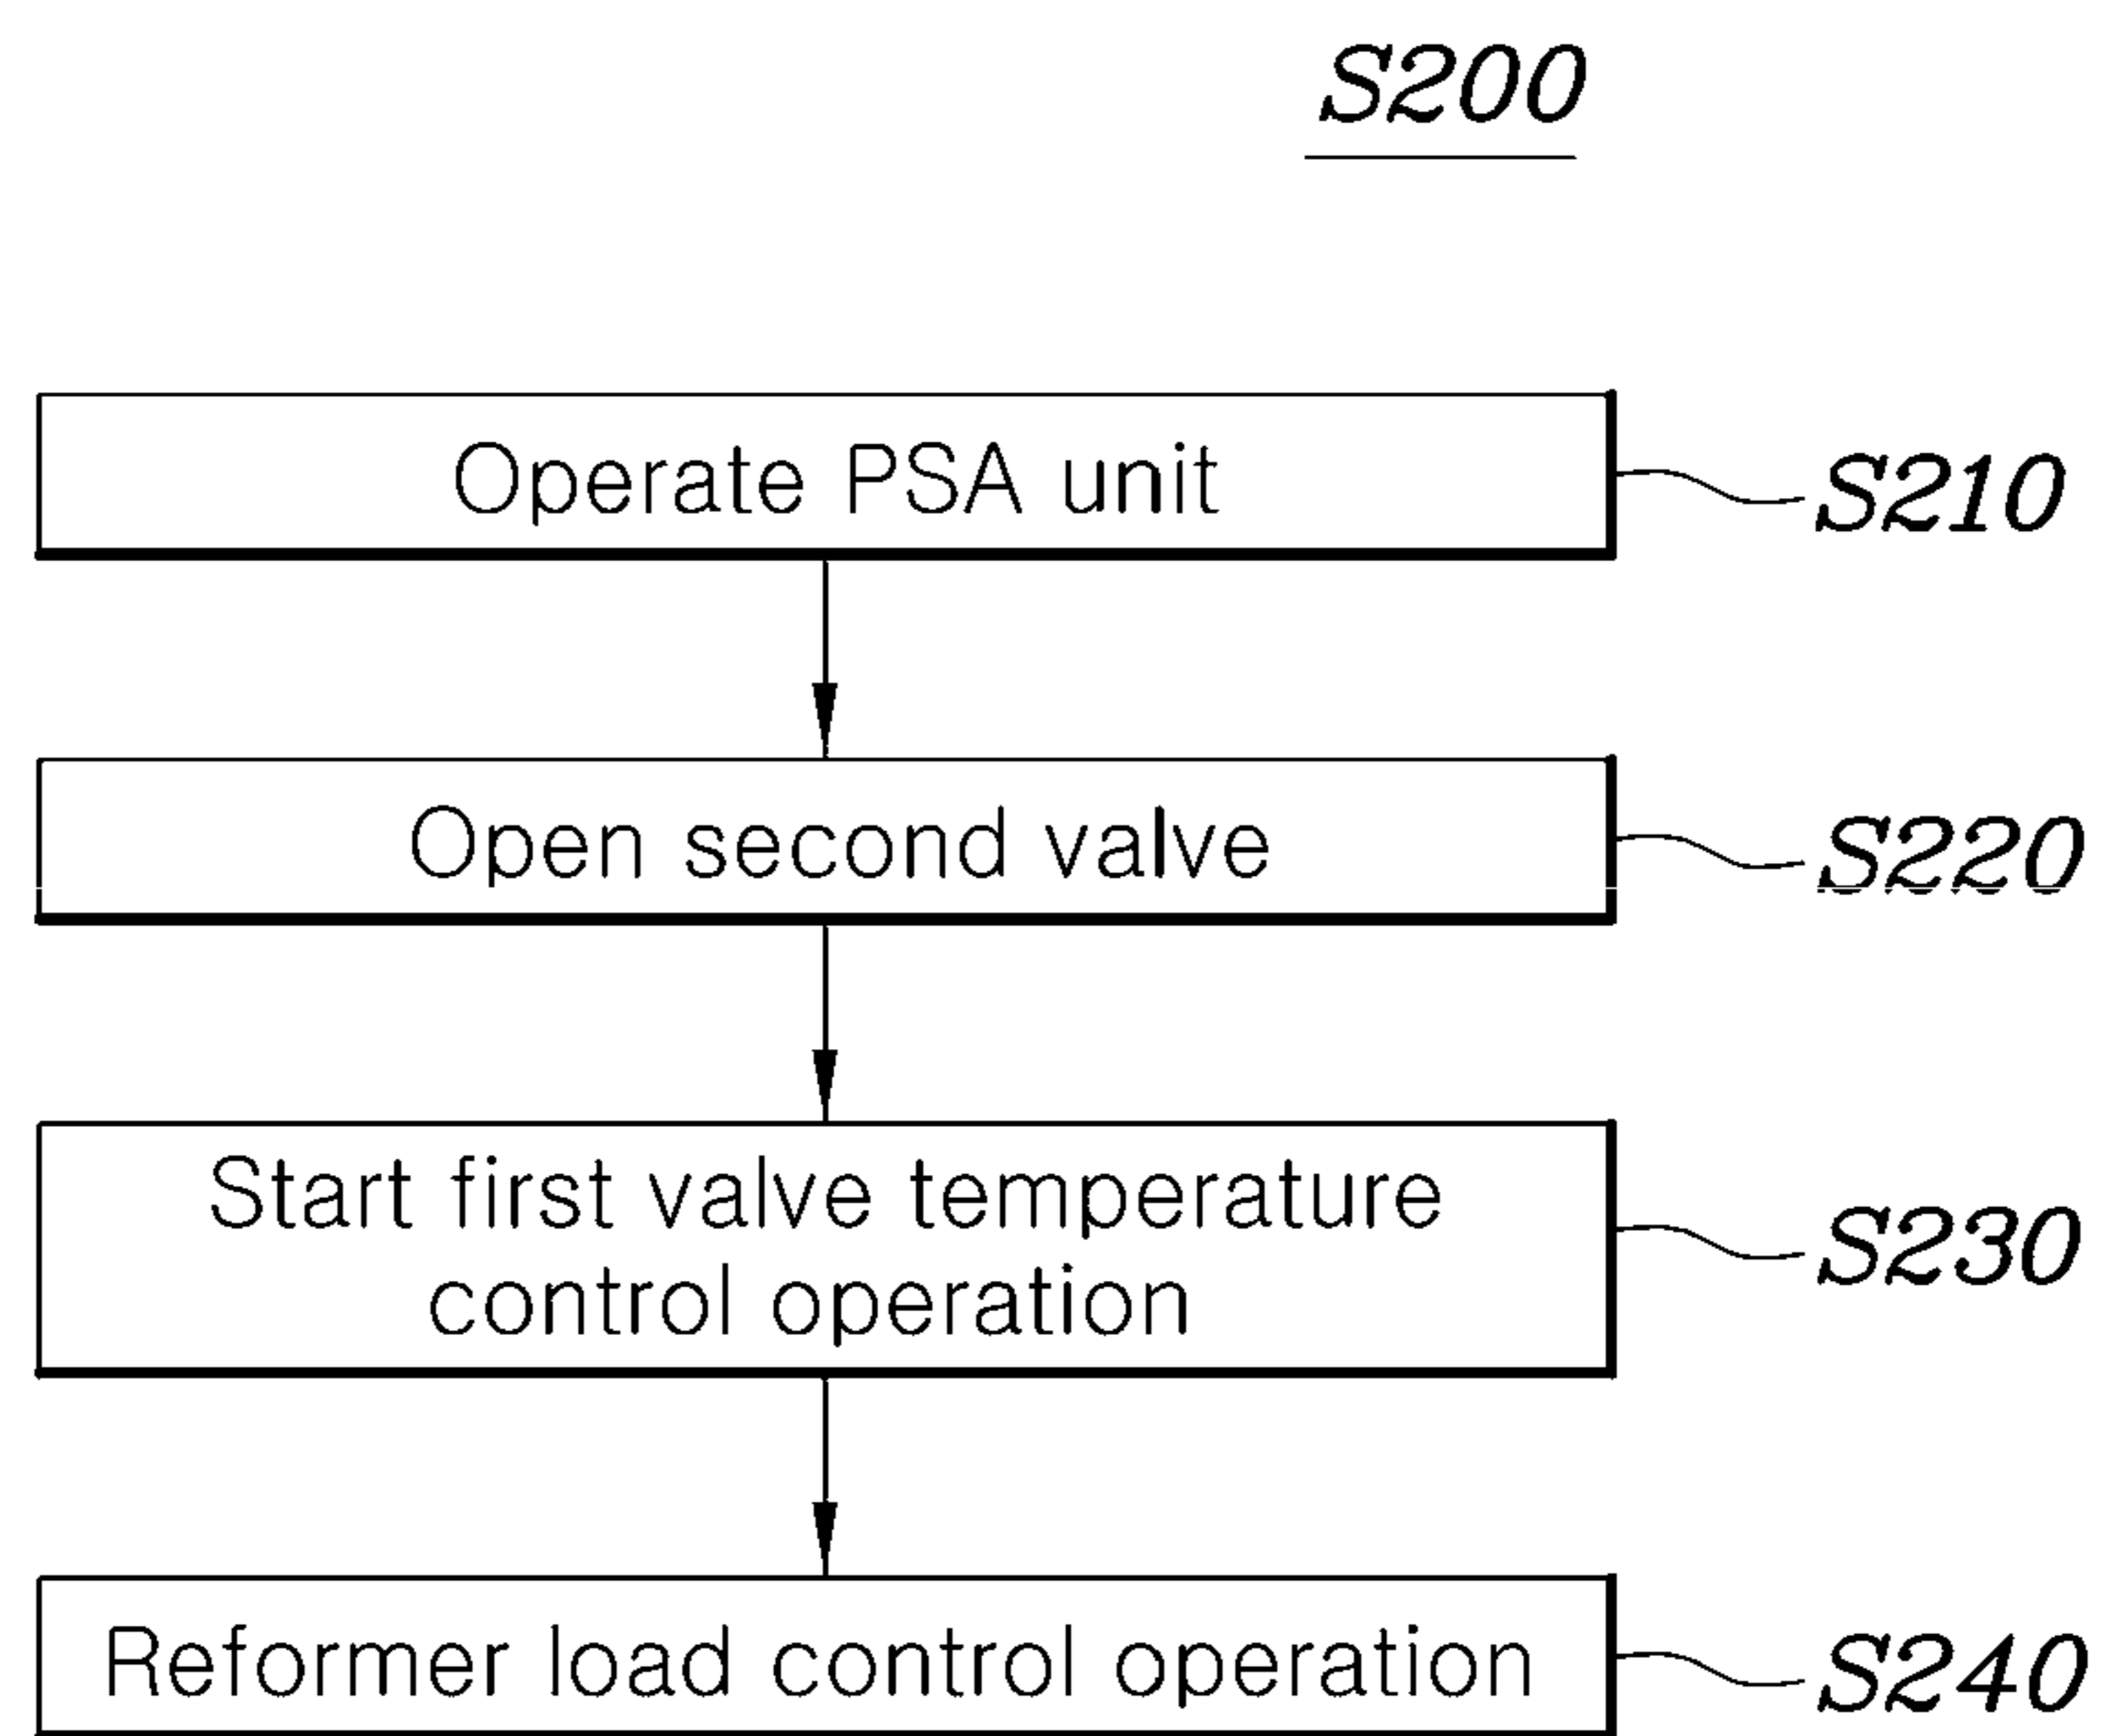 S200
Operate PSA unit
S210
Open second valve
S220
Start first valve temperature
control operation
S230
Reformer load control operation
S240